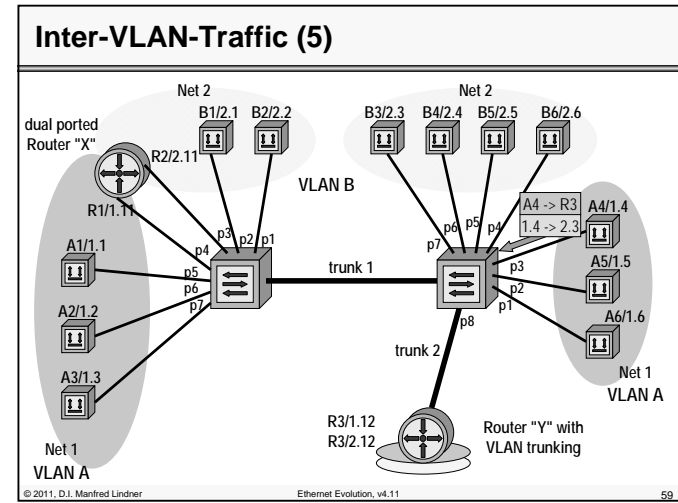 Inter-VLAN-Traffic (5)
Net 2
Net 2
B1/2.1
B2/2.2
B3/2.3
B4/2.4
B5/2.5
B6/2.6
dual ported
Router "X"
R2/2.11
R1/1.11
VLAN B
A4 -> R3
1.4 -> 2.3
A4/1.4
A1/1.1
A2/1.2
A3/1.3
p4
p3
p2
p1
p5
p6
p7
trunk 1
p7
p6
p5
p4
p3
p2
p1
p8
A5/1.5
A6/1.6
trunk 2
Net 1
VLAN A
R3/1.12
R3/2.12
Router "Y" with
VLAN trunking
Net 1
VLAN A
© 2011, D.I. Manfred Lindner
Ethernet Evolution, v4.11
59